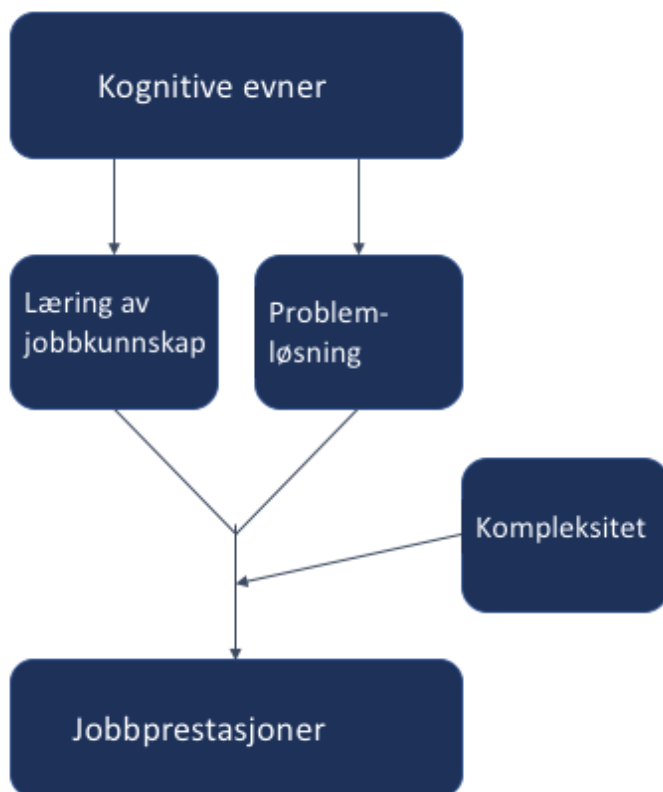 Kognitive evner
Læring av
jobbkunnskap
Problem-
løsning
Kompleksitet
Jobbprestasjoner